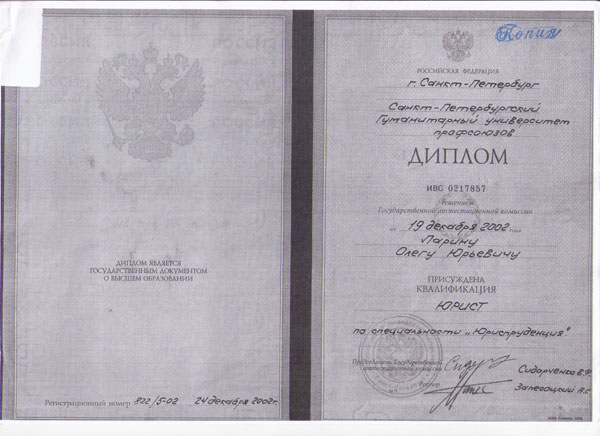 ДИПЛОМ ЯВЛЯЕТСЯ
ГОСУДАРСТВЕННЫМ ДОКУМЕНТОМ
О ВЫСШЕМ ОБРАЗОВАНИИ
Регистрационный номер 822/5-02 24 декабря 2002г.
Копия
РОССИЙСКАЯ ФЕДЕРАЦИЯ
г. Санкт-Петербург
Санкт-Петербургский
Гуманитарный университет
профсоюзов
ДИПЛОМ
ИВС 0217857
Решением
Государственной аттестационной комиссии
от 19 декабря 2002 года
Ларину
Олегу Юрьевичу
ПРИСУЖДЕНА
КВАЛИФИКАЦИЯ
ЮРИСТ
по специальности „Юриспруденция"
Председатель Государственной
аттестационной комиссии
Сидорченко В.Ф.
Ректор
Запесоцкий А.С.